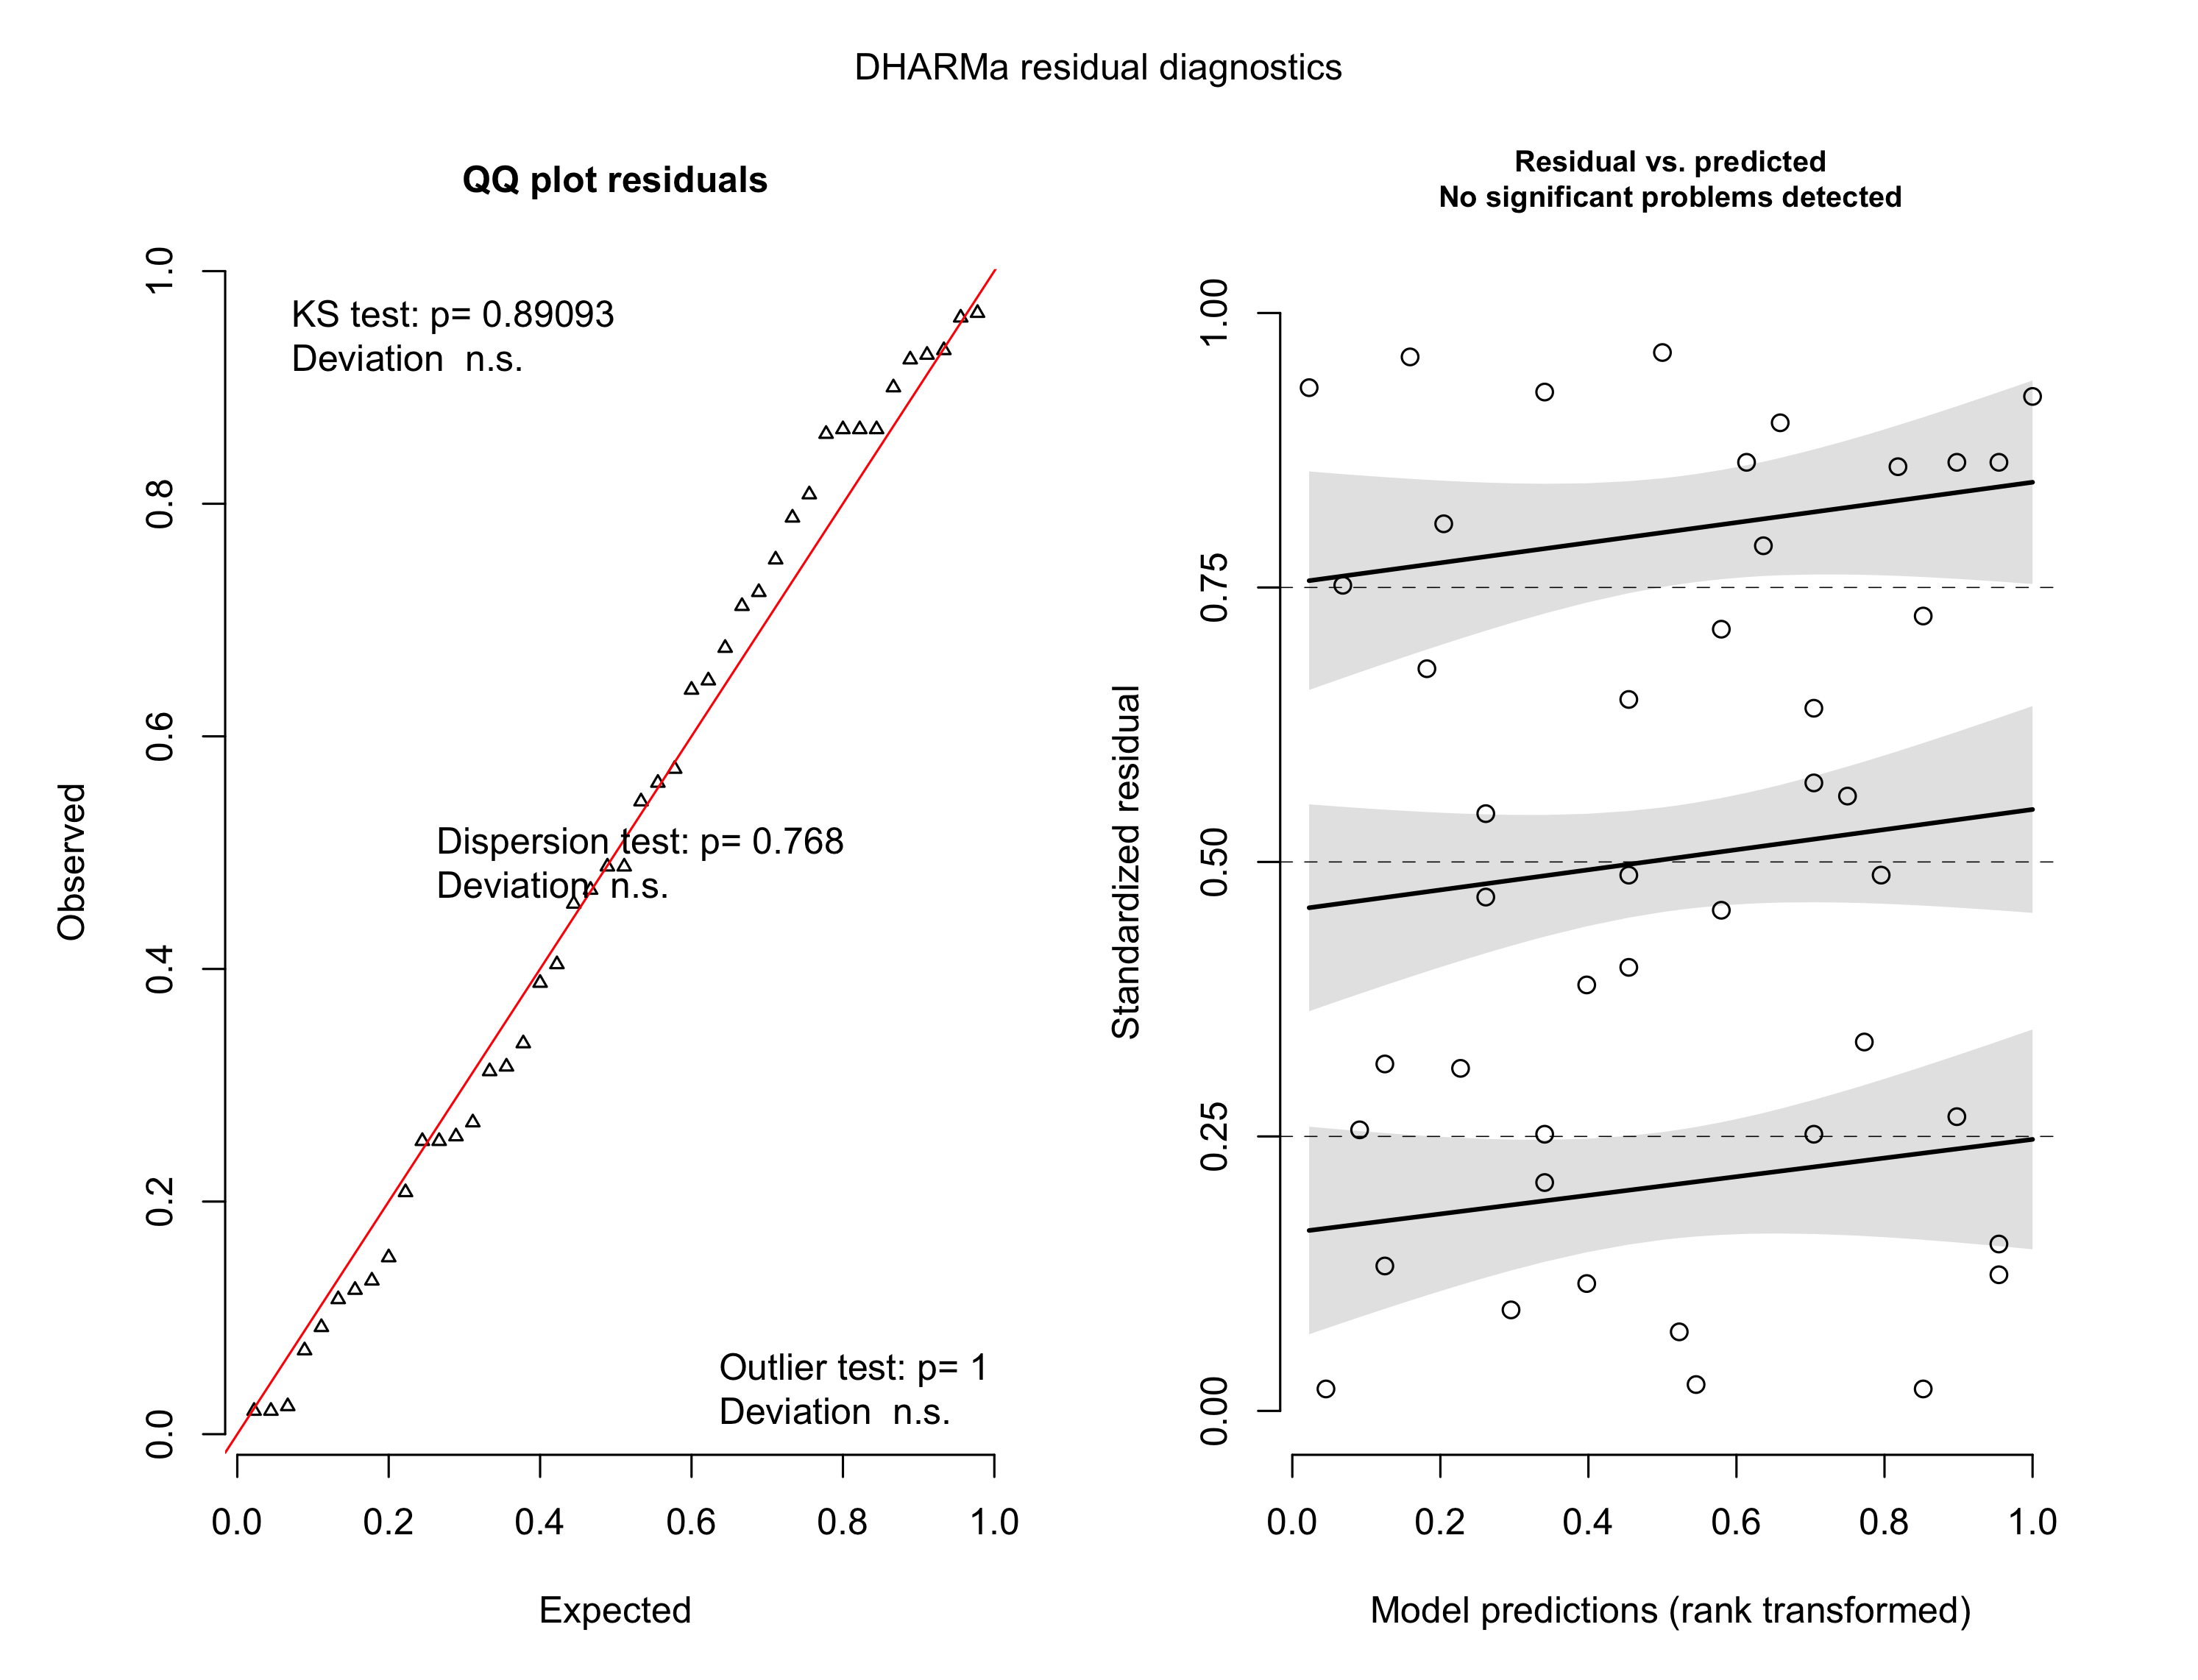 DHARMa residual diagnostics
QQ plot residuals
KS test: p= 0.89093
Deviation  n.s.
Dispersion test: p= 0.768
Deviation  n.s.
Outlier test: p= 1
Deviation  n.s.
Observed
0.0
0.2
0.4
0.6
0.8
1.0
0.0 0.2 0.4 0.6 0.8 1.0
Expected
Residual vs. predicted
No significant problems detected
Standardized residual
0.00
0.25
0.50
0.75
1.00
0.0 0.2 0.4 0.6 0.8 1.0
Model predictions (rank transformed)